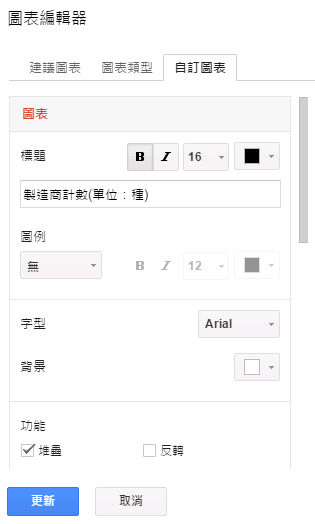 圖表編輯器
建議圖表 圖表類型 自訂圖表
圖表
標題 B I 16
製造商計數(單位：種)
圖例
無 B I 12
字型 Arial
背景
功能
堆疊 反轉
更新 取消